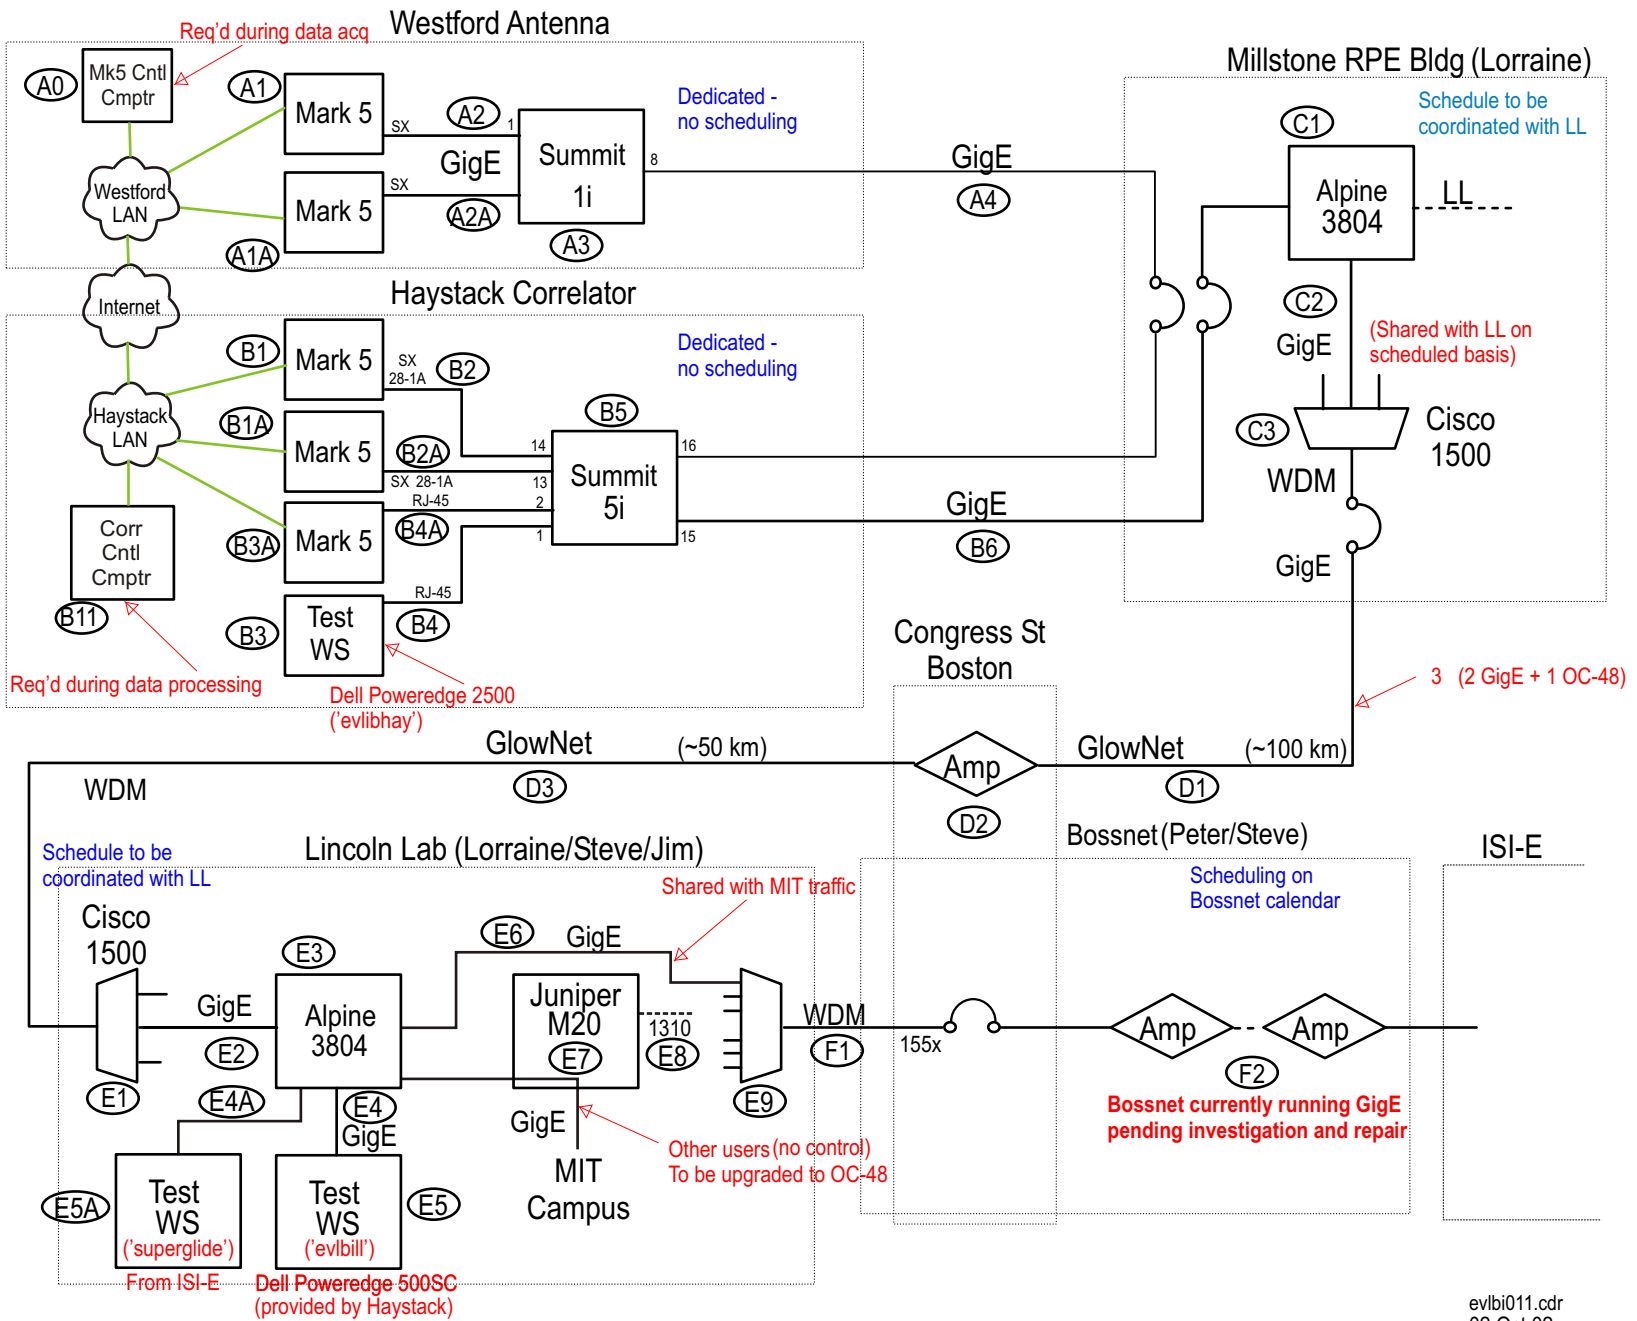 Westford Antenna
Req'd during data acq
A0
Mk5 Cntl
Cmptr
A1
Mark 5
SX
A2
GigE
1
Summit
1i
8
A3
Dedicated -
no scheduling
Westford
LAN
Mark 5
SX
A2A
A1A
GigE
A4
Millstone RPE Bldg (Lorraine)
Schedule to be
coordinated with LL
C1
Alpine
3804
LL
C2
GigE
(Shared with LL on
scheduled basis)
C3
Cisco
1500
WDM
GigE
Internet
Haystack Correlator
B1
Mark 5
SX
28-1A
B2
Dedicated -
no scheduling
Haystack
LAN
B1A
Mark 5
B2A
SX 28-1A
RJ-45
B5
14
13
2
1
Summit
5i
16
15
B3A
Mark 5
B4A
Corr
Cntl
Cmptr
B11
Test
WS
B3
RJ-45
B4
GigE
B6
Req'd during data processing
Dell Poweredge 2500
('evlibhay')
Congress St
Boston
3 (2 GigE + 1 OC-48)
GlowNet
(~50 km)
D3
Amp
D2
GlowNet
(~100 km)
D1
WDM
Schedule to be
coordinated with LL
Lincoln Lab (Lorraine/Steve/Jim)
Shared with MIT traffic
Bossnet (Peter/Steve)
Scheduling on
Bossnet calendar
ISI-E
Cisco
1500
E1
GigE
E2
E3
Alpine
3804
E6
GigE
Juniper
M20
E7
1310
E8
E9
WDM
F1
155x
Amp
Amp
F2
Bossnet currently running GigE
pending investigation and repair
E4A
E4
GigE
GigE
MIT
Campus
Other users (no control)
To be upgraded to OC-48
E5A
Test
WS
('superglide')
From ISI-E
Test
WS
('evlbill')
E5
Dell Poweredge 500SC
(provided by Haystack)
evlbi011.cdr